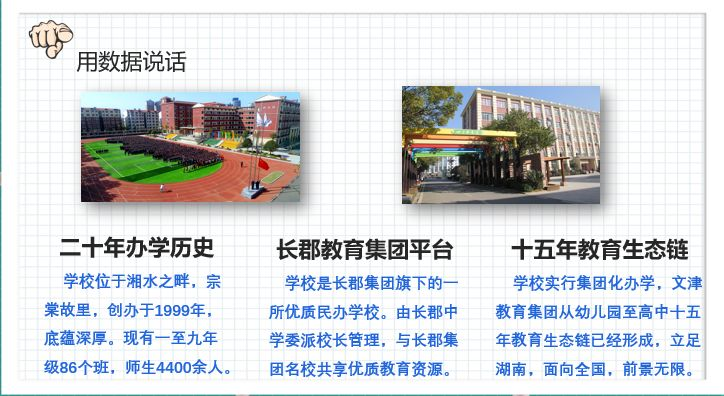 用数据说话
二十年办学历史
学校位于湘水之畔，宗
棠故里，创办于1999年，
底蕴深厚。现有一至九年
级86个班，师生4400余人。
长郡教育集团平台
学校是长郡集团旗下的一
所优质民办学校。由长郡中
学委派校长管理，与长郡集
团名校共享优质教育资源。
十五年教育生态链
学校实行集团化办学，文津
教育集团从幼儿园至高中十五
年教育生态链已经形成，立足
湖南，面向全国，前景无限。